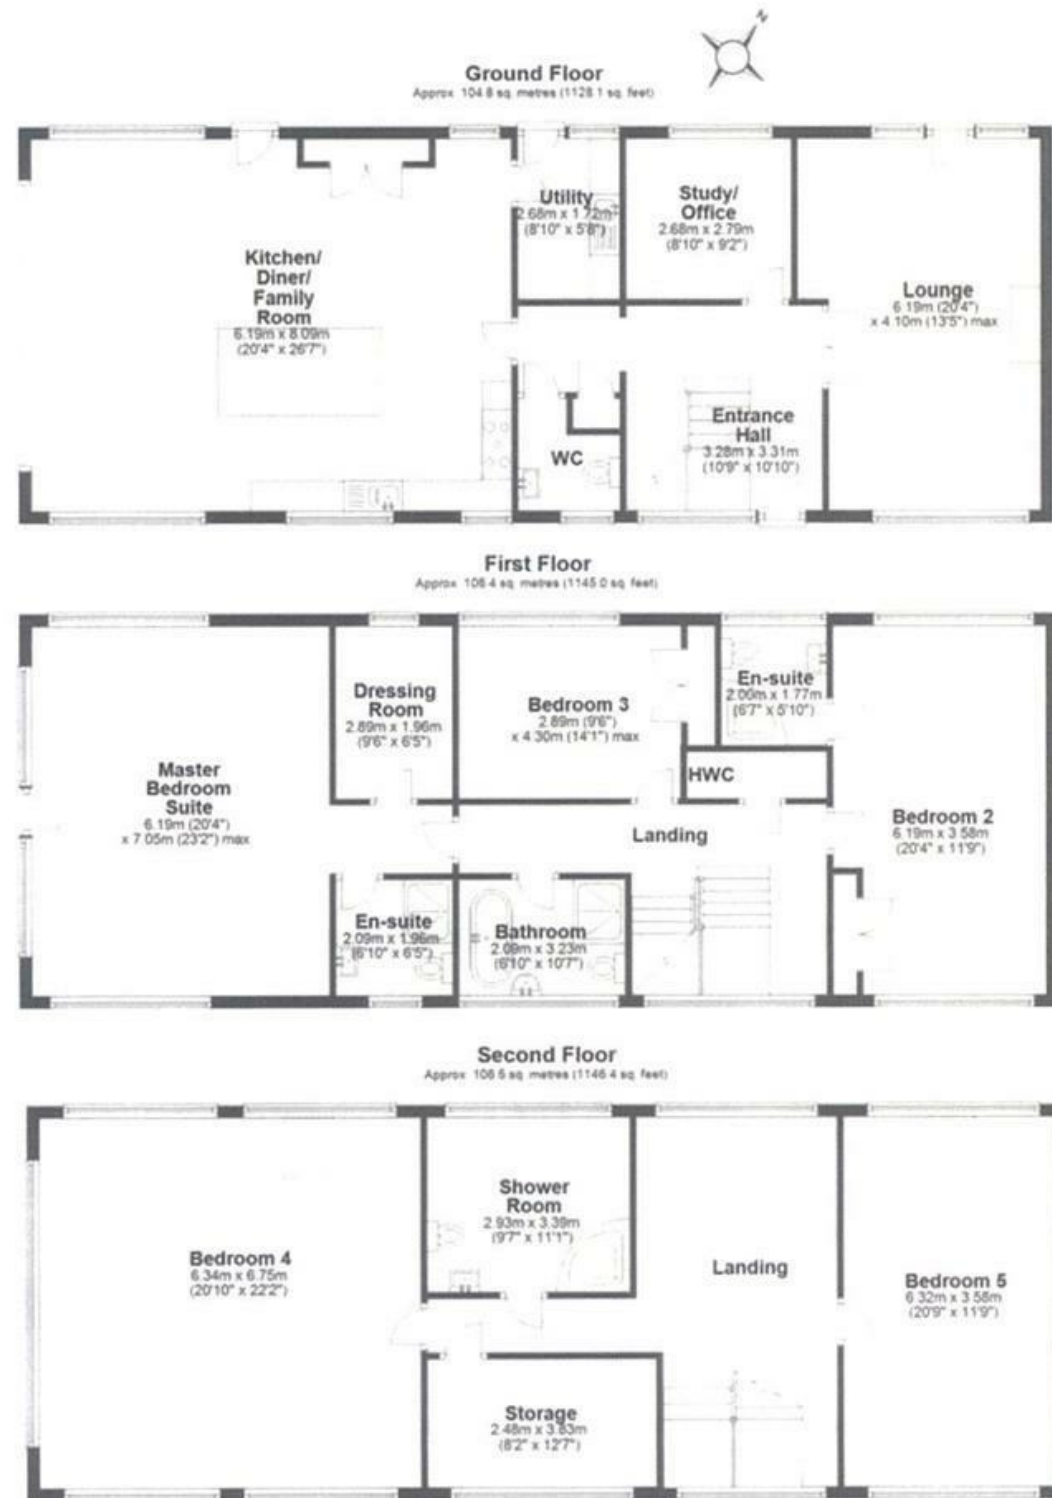 N
Ground Floor
Approx. 104.8 sq. metres (1128.1 sq. feet)
Kitchen/
Diner/
Family
Room
6.19m x 8.09m
(20'4" x 26'7")
Utility
2.68m x 1.72m
(8'10" x 5'8")
Study/
Office
2.68m x 2.79m
(8'10" x 9'2")
Lounge
6.19m (20'4")
x 4.10m (13'5") max
Entrance
Hall
3.28m x 3.31m
(10'9" x 10'10")
WC
First Floor
Approx. 106.4 sq. metres (1145.0 sq. feet)
Master
Bedroom
Suite
6.19m (20'4")
x 7.05m (23'2") max
Dressing
Room
2.89m x 1.96m
(9'6" x 6'5")
Bedroom 3
2.89m (9'6")
x 4.30m (14'1") max
En-suite
2.00m x 1.77m
(6'7" x 5'10")
HWC
Landing
Bedroom 2
6.19m x 3.58m
(20'4" x 11'9")
En-suite
2.09m x 1.96m
(6'10" x 6'5")
Bathroom
2.09m x 3.23m
(6'10" x 10'7")
Second Floor
Approx. 106.5 sq. metres (1146.4 sq. feet)
Bedroom 4
6.34m x 6.75m
(20'10" x 22'2")
Shower
Room
2.93m x 3.39m
(9'7" x 11'1")
Landing
Bedroom 5
6.32m x 3.58m
(20'9" x 11'9")
Storage
2.48m x 3.83m
(8'2" x 12'7")